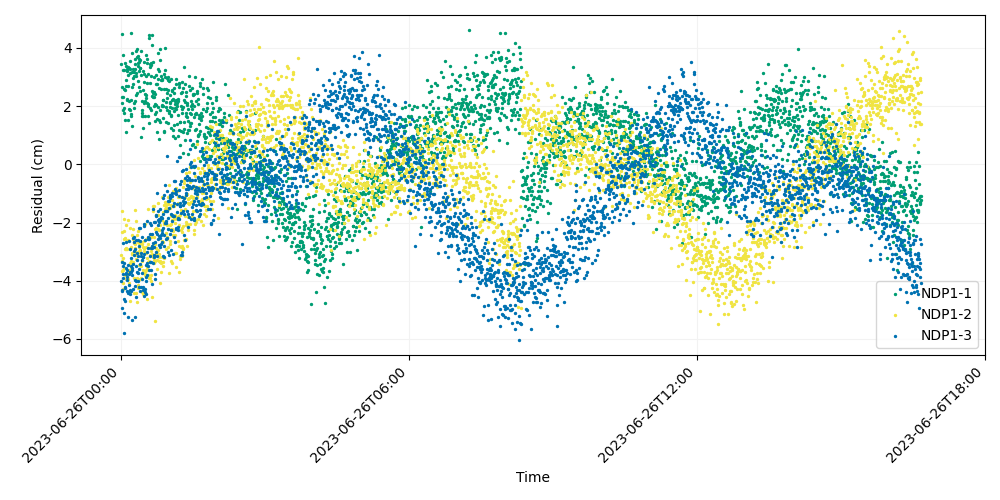 Residual (cm)
4
2
0
−2
−4
−6
NDP1-1
NDP1-2
NDP1-3
2023-06-26T00:00
2023-06-26T06:00
2023-06-26T12:00
2023-06-26T18:00
Time